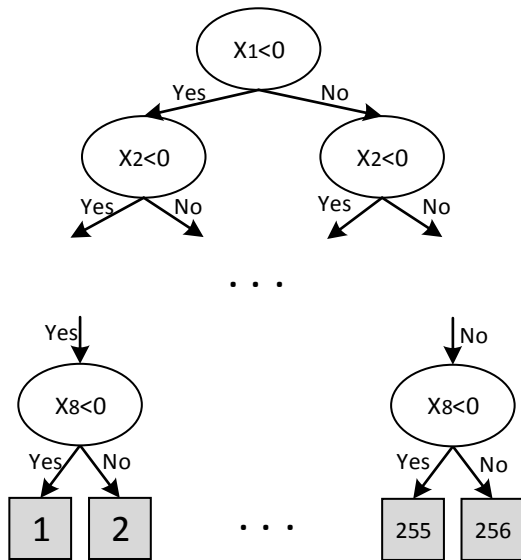 X1<0
Yes No
X2<0 X2<0
Yes No Yes No
. . .
Yes No
X8<0 X8<0
Yes No Yes No
1 2 . . . 255 256